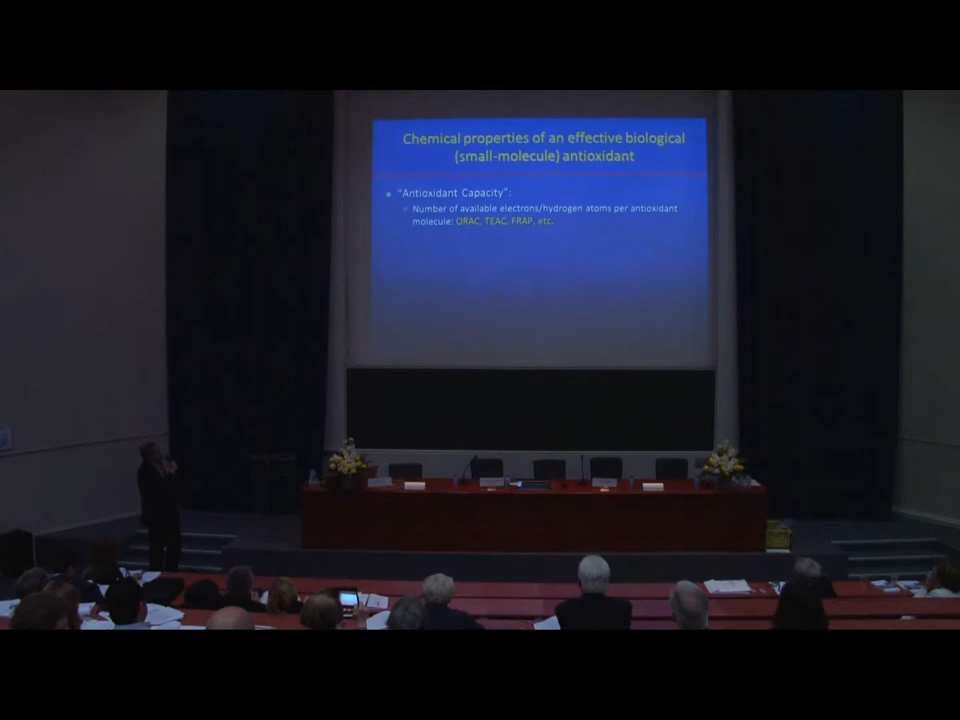 Chemical properties of an effective biological
(small-molecule) antioxidant
"Antioxidant Capacity":
Number of available electrons/hydrogen atoms per antioxidant
molecule: ORAC, TEAC, FRAP, etc.